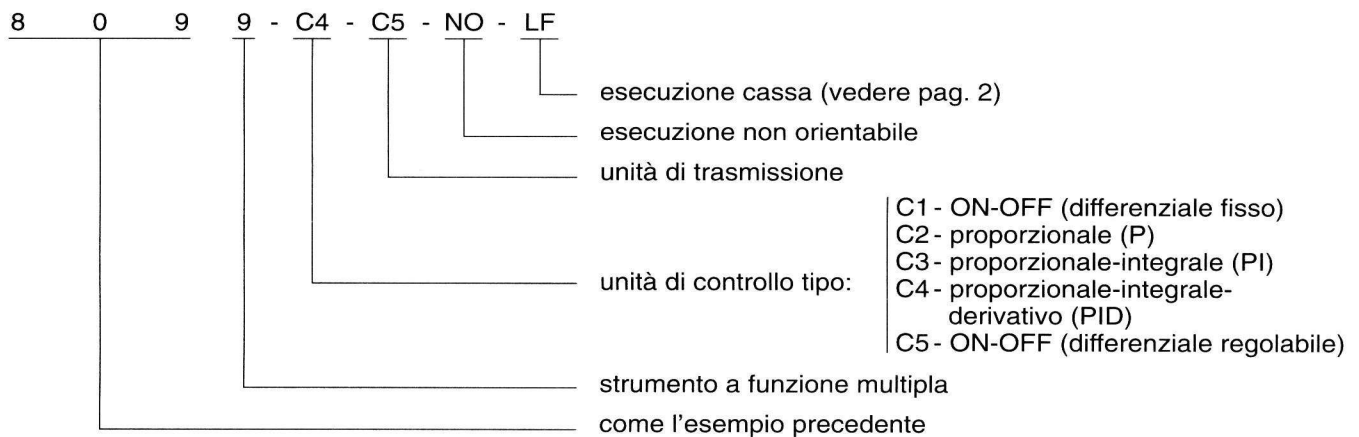 8 0 9 9 - C4 - C5 - NO - LF
esecuzione cassa (vedere pag. 2)
esecuzione non orientabile
unità di trasmissione
unità di controllo tipo:
C1 - ON-OFF (differenziale fisso)
C2 - proporzionale (P)
C3 - proporzionale-integrale (PI)
C4 - proporzionale-integrale-
derivativo (PID)
C5 - ON-OFF (differenziale regolabile)
strumento a funzione multipla
come l'esempio precedente